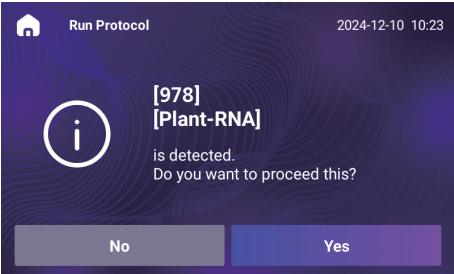 Run Protocol
2024-12-10 10:23
[978]
[Plant-RNA]
is detected.
Do you want to proceed this?
No
Yes